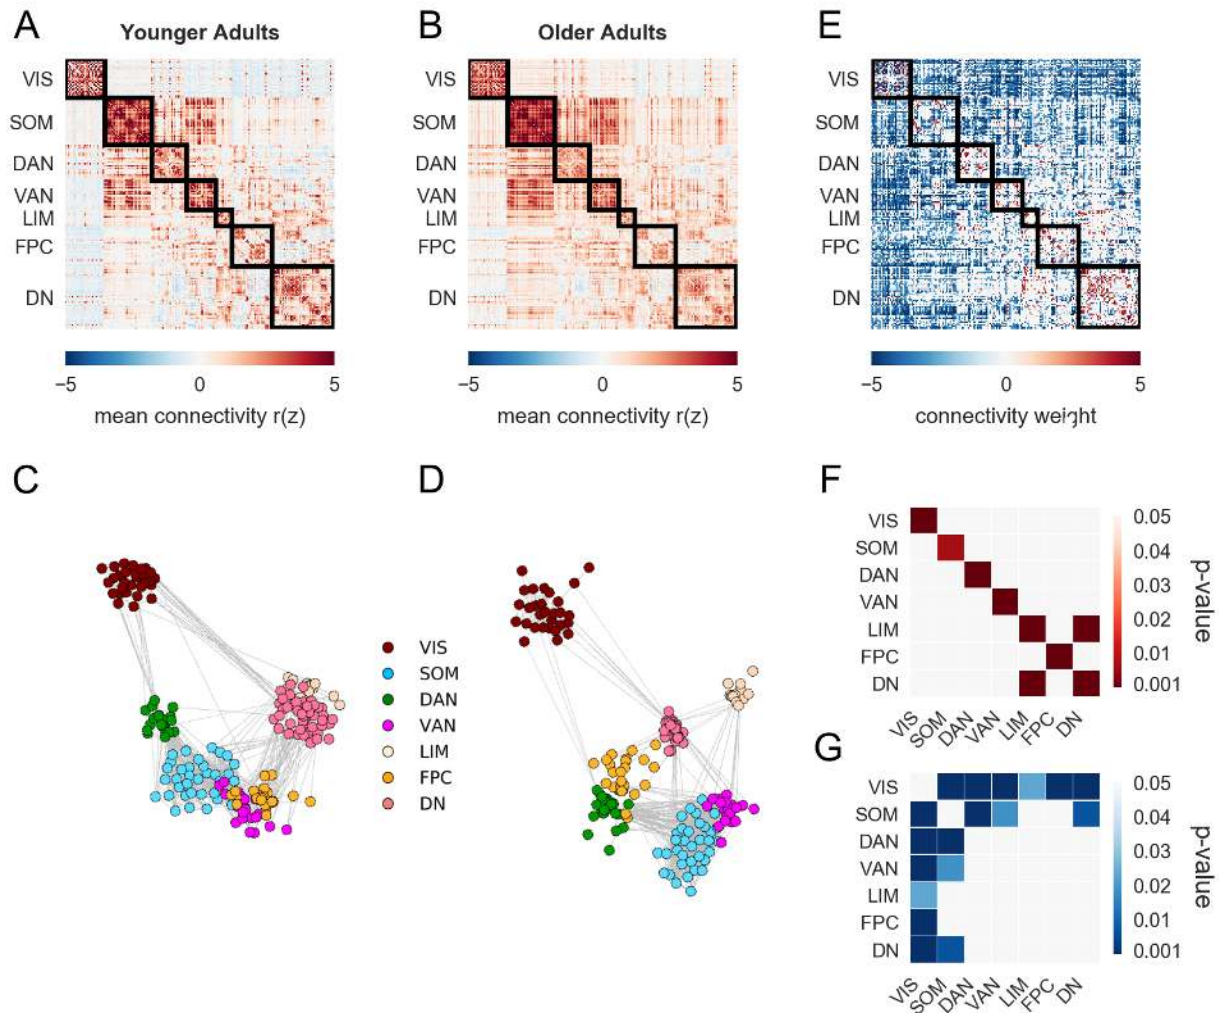 A
Younger Adults
VIS
SOM
DAN
VAN
LIM
FPC
DN
−5
0
5
mean connectivity r(z)
B
Older Adults
VIS
SOM
DAN
VAN
LIM
FPC
DN
−5
0
5
mean connectivity r(z)
E
VIS
SOM
DAN
VAN
LIM
FPC
DN
−5
0
5
connectivity weight
C
D
VIS
SOM
DAN
VAN
LIM
FPC
DN
F
VIS
SOM
DAN
VAN
LIM
FPC
DN
VIS
SOM
DAN
VAN
LIM
FPC
DN
0.05
0.04
0.03
0.02
0.01
0.001
p-value
G
VIS
SOM
DAN
VAN
LIM
FPC
DN
VIS
SOM
DAN
VAN
LIM
FPC
DN
0.05
0.04
0.03
0.02
0.01
0.001
p-value